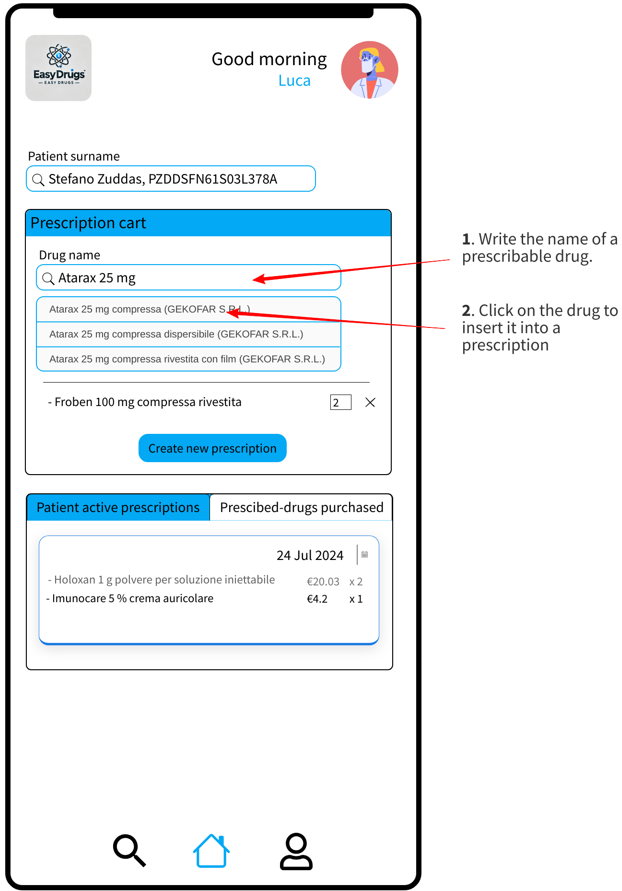 EasyDrugs
EASY DRUGS
Good morning
Luca
Patient surname
Stefano Zuddas, PZDDSFN61S03L378A
Prescription cart
Drug name
Atarax 25 mg
Atarax 25 mg compressa (GEKOFAR S.R.L.)
Atarax 25 mg compressa dispersibile (GEKOFAR S.R.L.)
Atarax 25 mg compressa rivestita con film (GEKOFAR S.R.L.)
- Froben 100 mg compressa rivestita 2
Create new prescription
Patient active prescriptions Prescibed-drugs purchased
24 Jul 2024
- Holoxan 1 g polvere per soluzione iniettabile €20.03 x 2
- Imunocare 5 % crema auricolare €4.2 x 1
1. Write the name of a
prescribable drug.
2. Click on the drug to
insert it into a
prescription